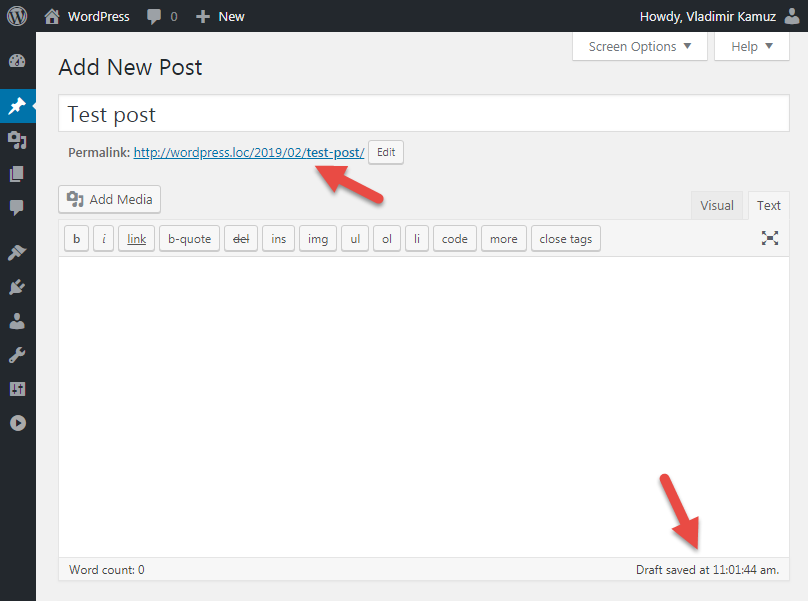 WordPress 0 New Howdy, Vladimir Kamuz
Screen Options Help
Add New Post
Test post
Permalink: http://wordpress.loc/2019/02/test-post/ Edit
Add Media Visual Text
b i link b-quote del ins img ul ol li code more close tags
Word count: 0 Draft saved at 11:01:44 am.